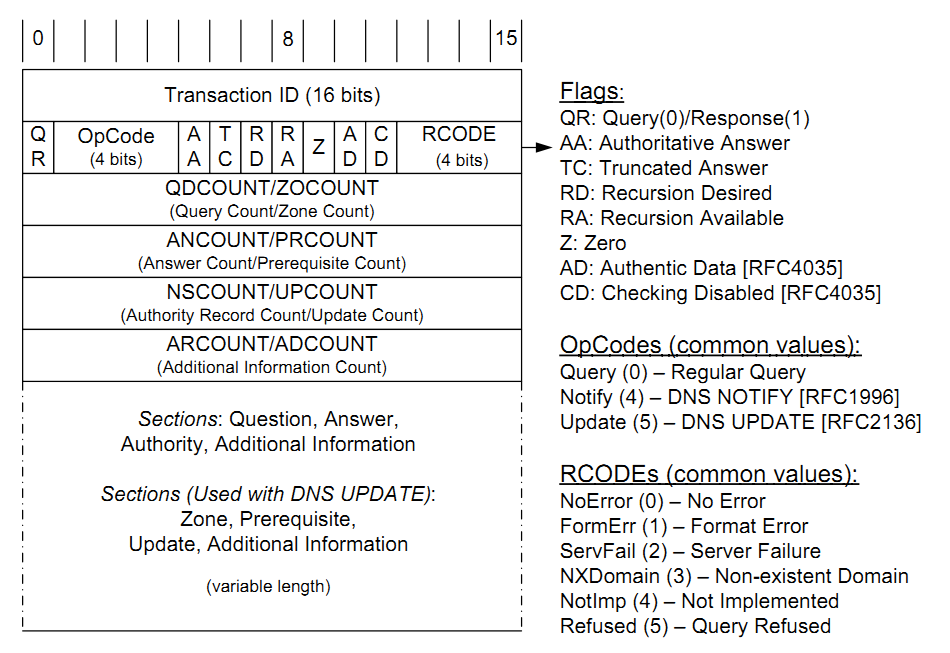 0 8 15
Transaction ID (16 bits)
QR OpCode (4 bits) AA TC RD RA Z AD CD RCODE (4 bits)
QDCOUNT/ZOCOUNT
(Query Count/Zone Count)
ANCOUNT/PRCOUNT
(Answer Count/Prerequisite Count)
NSCOUNT/UPCOUNT
(Authority Record Count/Update Count)
ARCOUNT/ADCOUNT
(Additional Information Count)
Sections: Question, Answer,
Authority, Additional Information
Sections (Used with DNS UPDATE):
Zone, Prerequisite,
Update, Additional Information
(variable length)
Flags:
QR: Query(0)/Response(1)
AA: Authoritative Answer
TC: Truncated Answer
RD: Recursion Desired
RA: Recursion Available
Z: Zero
AD: Authentic Data [RFC4035]
CD: Checking Disabled [RFC4035]
OpCodes (common values):
Query (0) – Regular Query
Notify (4) – DNS NOTIFY [RFC1996]
Update (5) – DNS UPDATE [RFC2136]
RCODEs (common values):
NoError (0) – No Error
FormErr (1) – Format Error
ServFail (2) – Server Failure
NXDomain (3) – Non-existent Domain
NotImp (4) – Not Implemented
Refused (5) – Query Refused